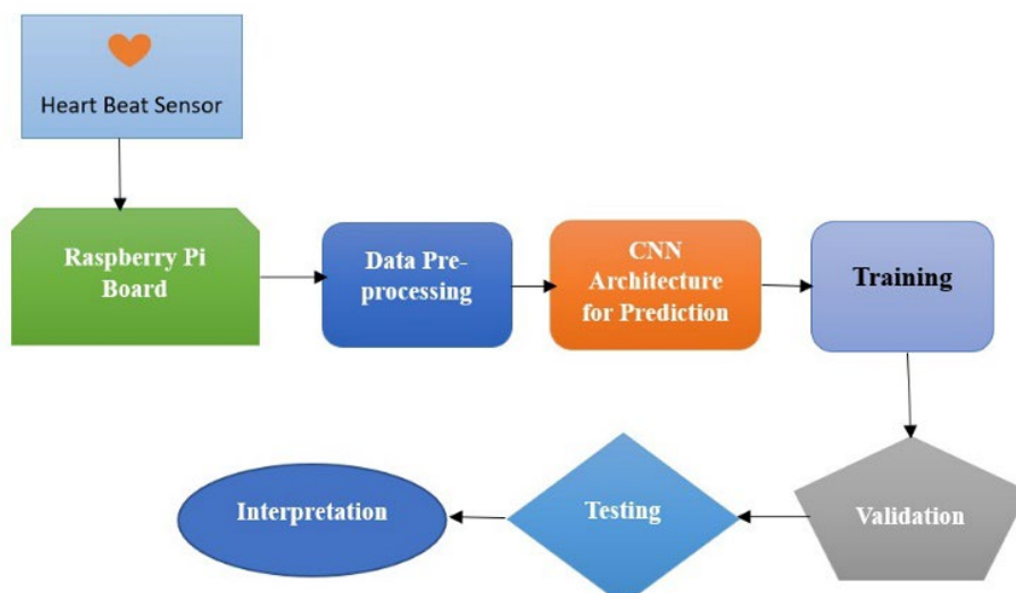 Heart Beat Sensor
Raspberry Pi
Board
Data Pre-
processing
CNN
Architecture
for Prediction
Training
Interpretation
Testing
Validation